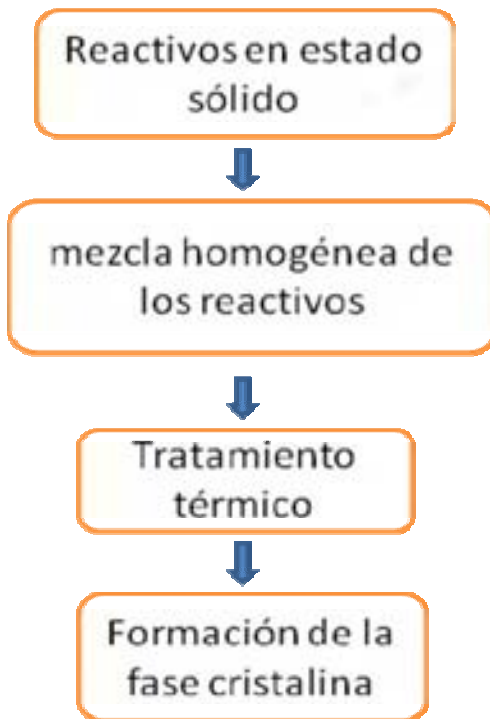 Reactivos en estado
sólido
mezcla homogénea de
los reactivos
Tratamiento
térmico
Formación de la
fase cristalina